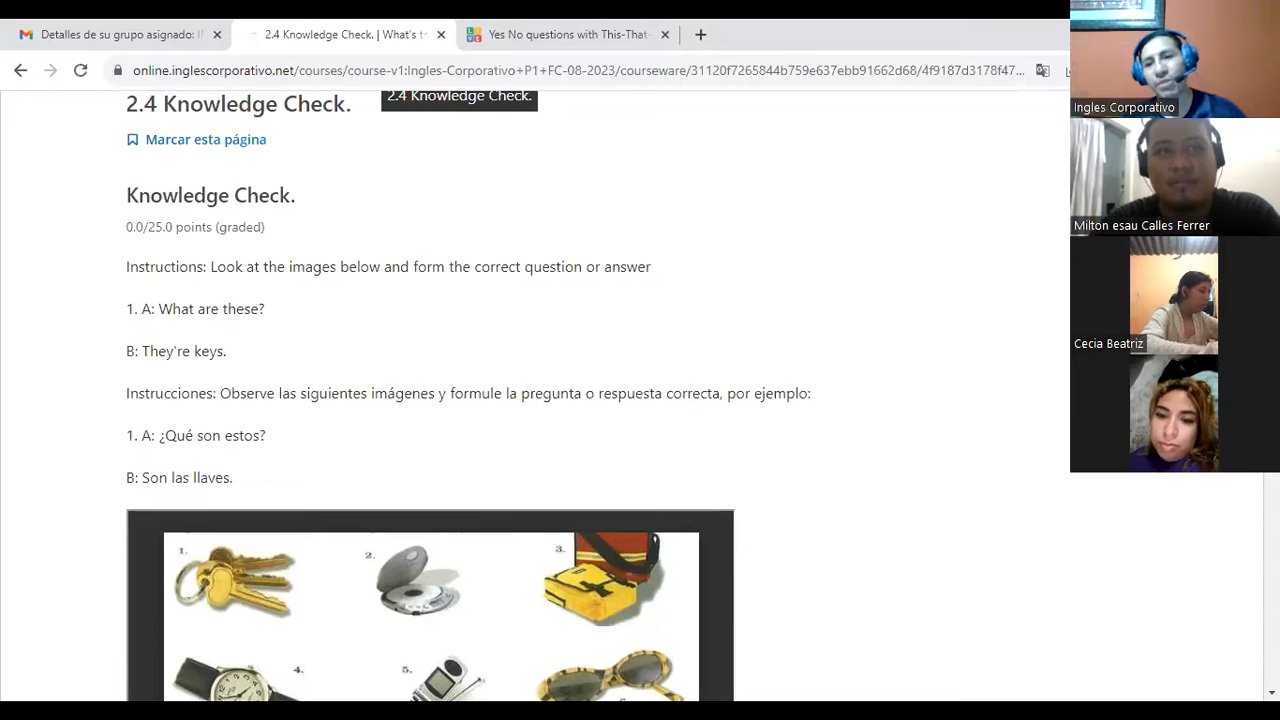 Detalles de su grupo asignado:
2.4 Knowledge Check. | What's t
Yes No questions with This-The
online.inglescorporativo.net/courses/course-v1:Ingles-Corporativo+P1+FC-08-2023/courseware/31120f7265844b759e637ebb91662d68/4f9187d3178f47...
2.4 Knowledge Check.
2.4 Knowledge Check.
Marcar esta página
Knowledge Check.
0.0/25.0 points (graded)
Instructions: Look at the images below and form the correct question or answer
1. A: What are these?
B: They're keys.
Instrucciones: Observe las siguientes imágenes y formule la pregunta o respuesta correcta, por ejemplo:
1. A: ¿Qué son estos?
B: Son las llaves.
1.
2.
3.
4.
5.
Ingles Corporativo
Milton esau Calles Ferrer
Cecia Beatriz